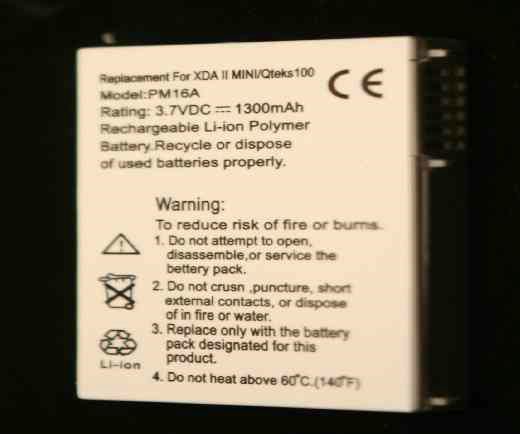 Replacement For XDA II MINI/Qteks100
CE
Model:PM16A
Rating: 3.7VDC ⎓ 1300mAh
Rechargeable Li-ion Polymer
Battery.Recycle or dispose
of used batteries properly.
Warning:
To reduce risk of fire or burns.
1. Do not attempt to open,
disassemble,or service the
bettery pack.
2. Do not crusn ,puncture, short
external contacts, or dispose
of in fire or water.
3. Replace only with the battery
pack designated for this
product.
Li-ion
4. Do not heat above 60°C.(140°F)